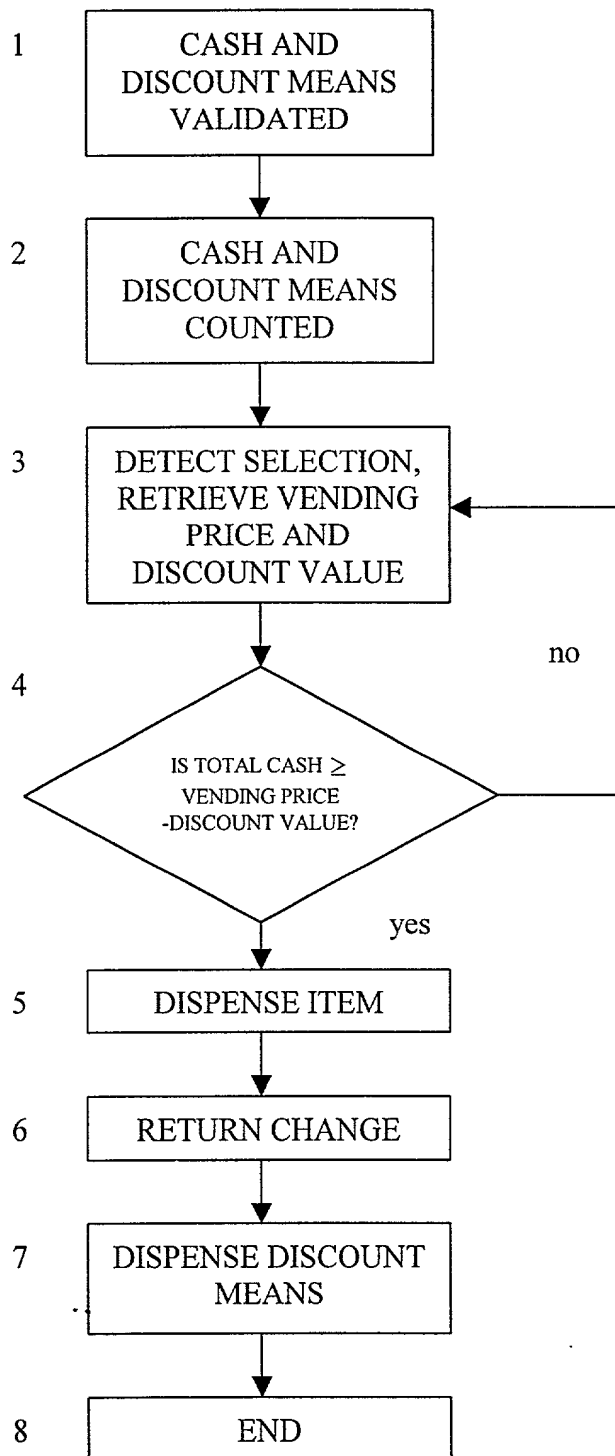 1
CASH AND
DISCOUNT MEANS
VALIDATED
2
CASH AND
DISCOUNT MEANS
COUNTED
3
DETECT SELECTION,
RETRIEVE VENDING
PRICE AND
DISCOUNT VALUE
no
4
IS TOTAL CASH ≥
VENDING PRICE
-DISCOUNT VALUE?
yes
5
DISPENSE ITEM
6
RETURN CHANGE
7
DISPENSE DISCOUNT
MEANS
8
END